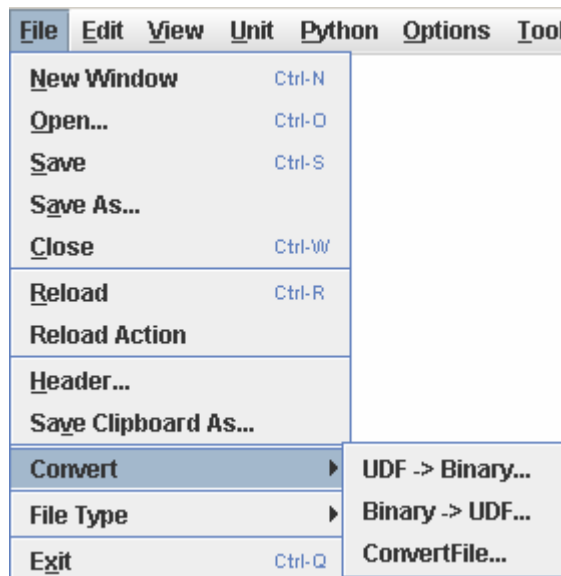 File Edit View Unit Python Options
New Window Ctrl-N
Open... Ctrl-O
Save Ctrl-S
Save As...
Close Ctrl-W
Reload Ctrl-R
Reload Action
Header...
Save Clipboard As...
Convert
UDF -> Binary...
File Type
Binary -> UDF...
Exit Ctrl-Q
ConvertFile...